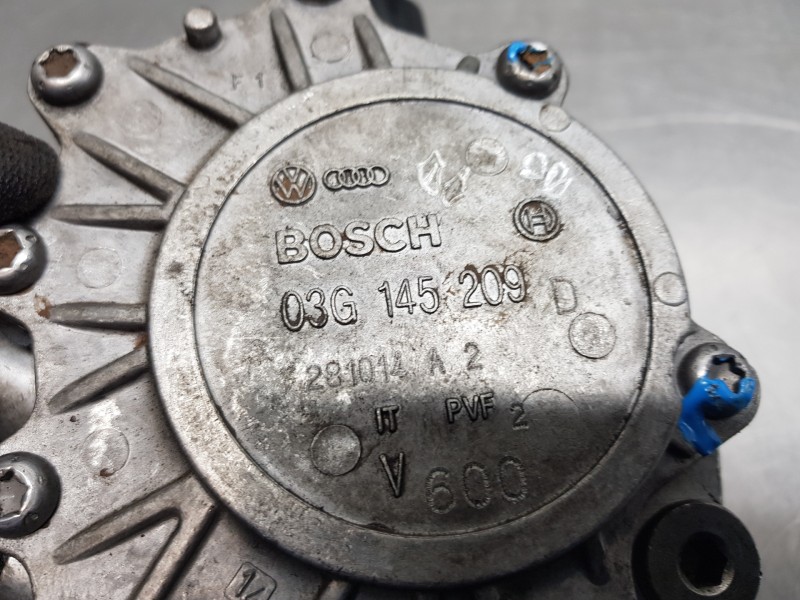 BOSCH
03G 145 209 D
281014 A 2
IT PVF 2
V 600